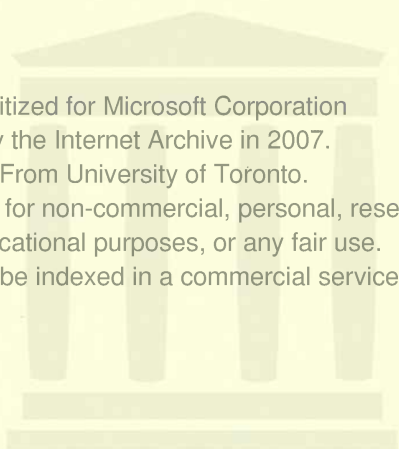 itized for Microsoft Corporation
y the Internet Archive in 2007.
From University of Toronto.
for non-commercial, personal, rese
cational purposes, or any fair use.
be indexed in a commercial service